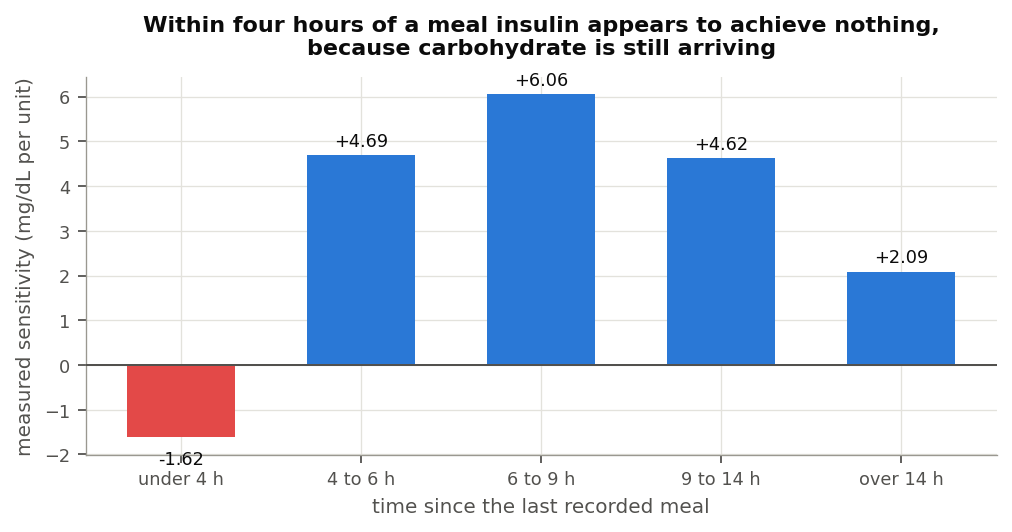 Within four hours of a meal insulin appears to achieve nothing,
because carbohydrate is still arriving
measured sensitivity (mg/dL per unit)
6
5
4
3
2
1
0
−1
−2
+4.69
+6.06
+4.62
+2.09
-1.62
under 4 h
4 to 6 h
6 to 9 h
9 to 14 h
over 14 h
time since the last recorded meal